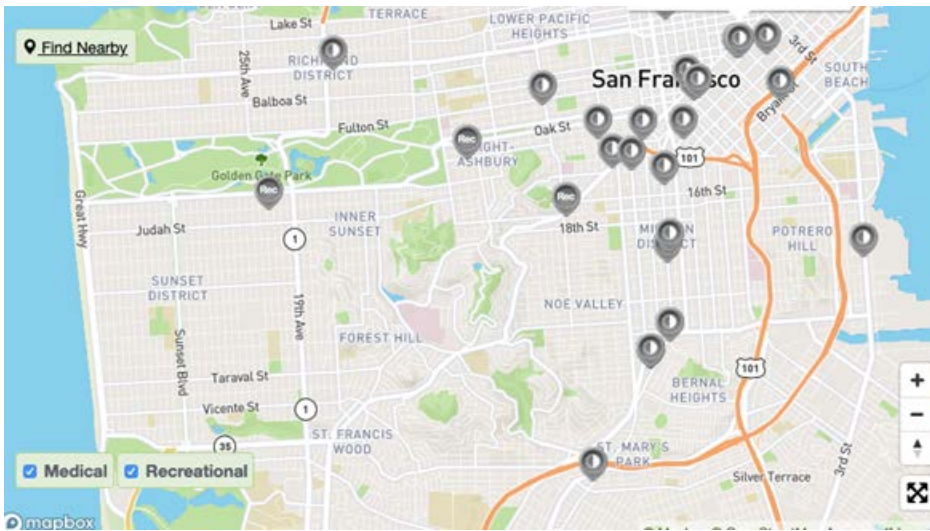 Lake St
TERRACE
LOWER PACIFIC
HEIGHTS
Find Nearby
25th Ave
RICHMOND
DISTRICT
3rd St
SOUTH
BEACH
San Francisco
Balboa St
Bryant St
Fulton St
Oak St
Rec
HAIGHT-
ASHBURY
101
Golden Gate Park
Rec
Rec
16th St
Great Hwy
Judah St
INNER
SUNSET
18th St
MISSION
DISTRICT
POTRERO
HILL
1
SUNSET
DISTRICT
19th Ave
NOE VALLEY
Sunset Blvd
FOREST HILL
Taraval St
101
BERNAL
HEIGHTS
+
−
Vicente St
1
ST. FRANCIS
WOOD
35
ST. MARY'S
PARK
3rd St
Medical
Recreational
Silver Terrace
mapbox